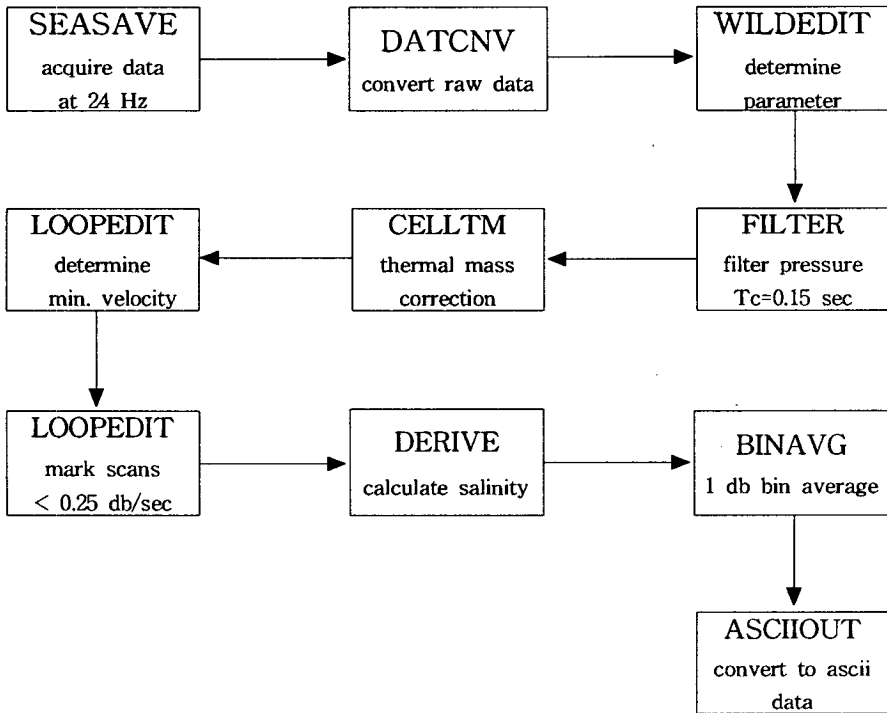 SEASAVE
acquire data
at 24 Hz
DATCNV
convert raw data
WILDEDIT
determine
parameter
FILTER
filter pressure
Tc=0.15 sec
CELLTM
thermal mass
correction
LOOPEDIT
determine
min. velocity
LOOPEDIT
mark scans
< 0.25 db/sec
DERIVE
calculate salinity
BINAVG
1 db bin average
ASCIIOUT
convert to ascii
data